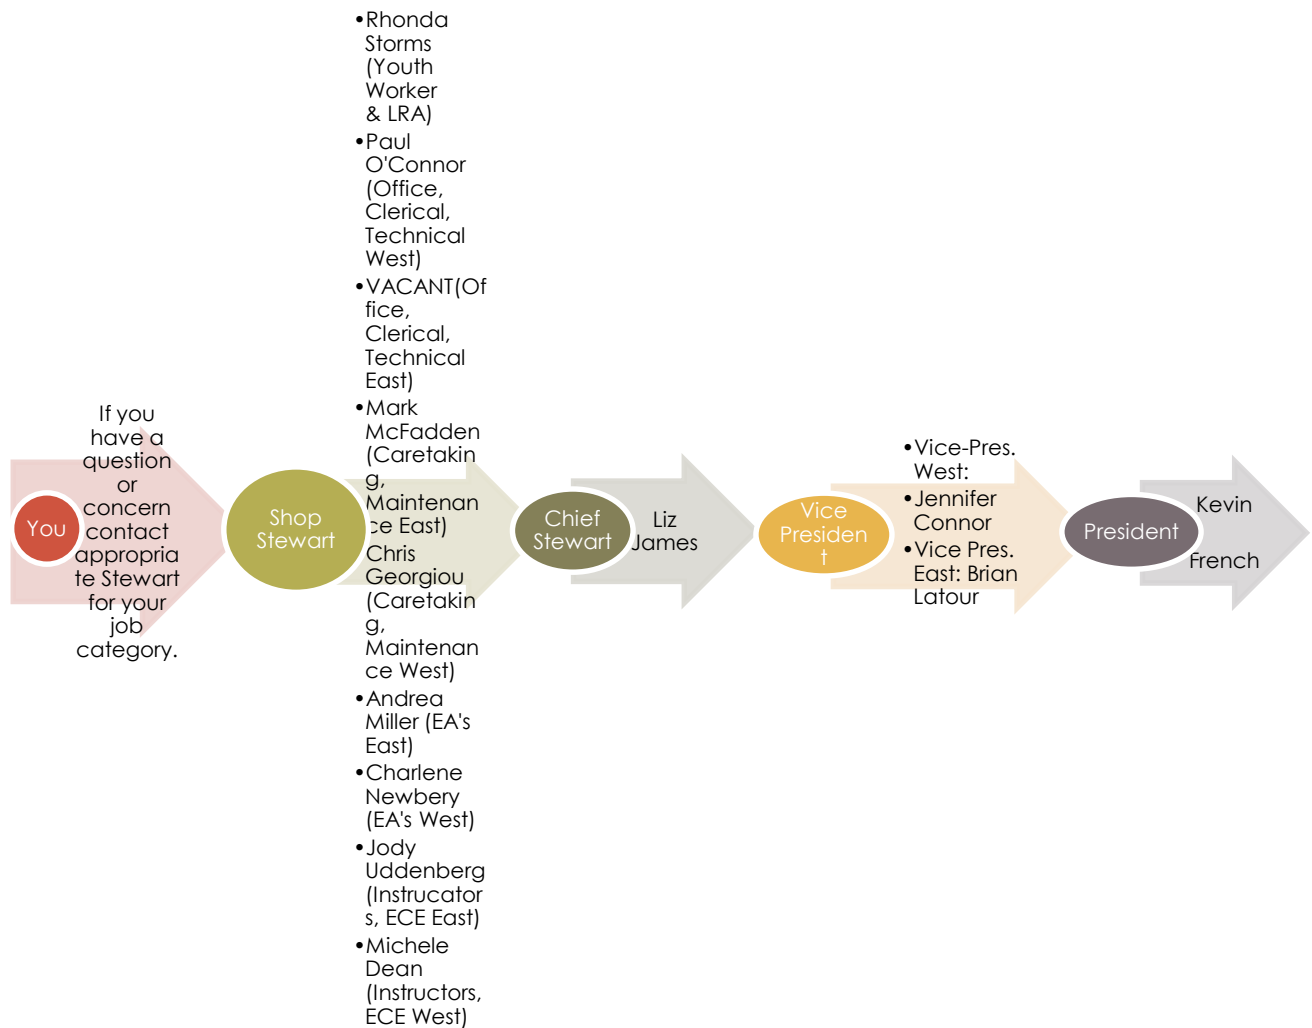 You
If you
have a
question
or
concern
contact
appropria
te Stewart
for your
job
category.
Shop
Stewart
•Rhonda
Storms
(Youth
Worker
& LRA)
•Paul
O'Connor
(Office,
Clerical,
Technical
West)
•VACANT(Of
fice,
Clerical,
Technical
East)
•Mark
McFadden
(Caretakin
g,
Maintenan
ce East)
Chris
Georgiou
(Caretakin
g,
Maintenan
ce West)
•Andrea
Miller (EA's
East)
•Charlene
Newbery
(EA's West)
•Jody
Uddenberg
(Instrucator
s, ECE East)
•Michele
Dean
(Instructors,
ECE West)
Chief
Stewart
Liz
James
Vice
Presiden
t
•Vice-Pres.
West:
•Jennifer
Connor
•Vice Pres.
East: Brian
Latour
President
Kevin
French